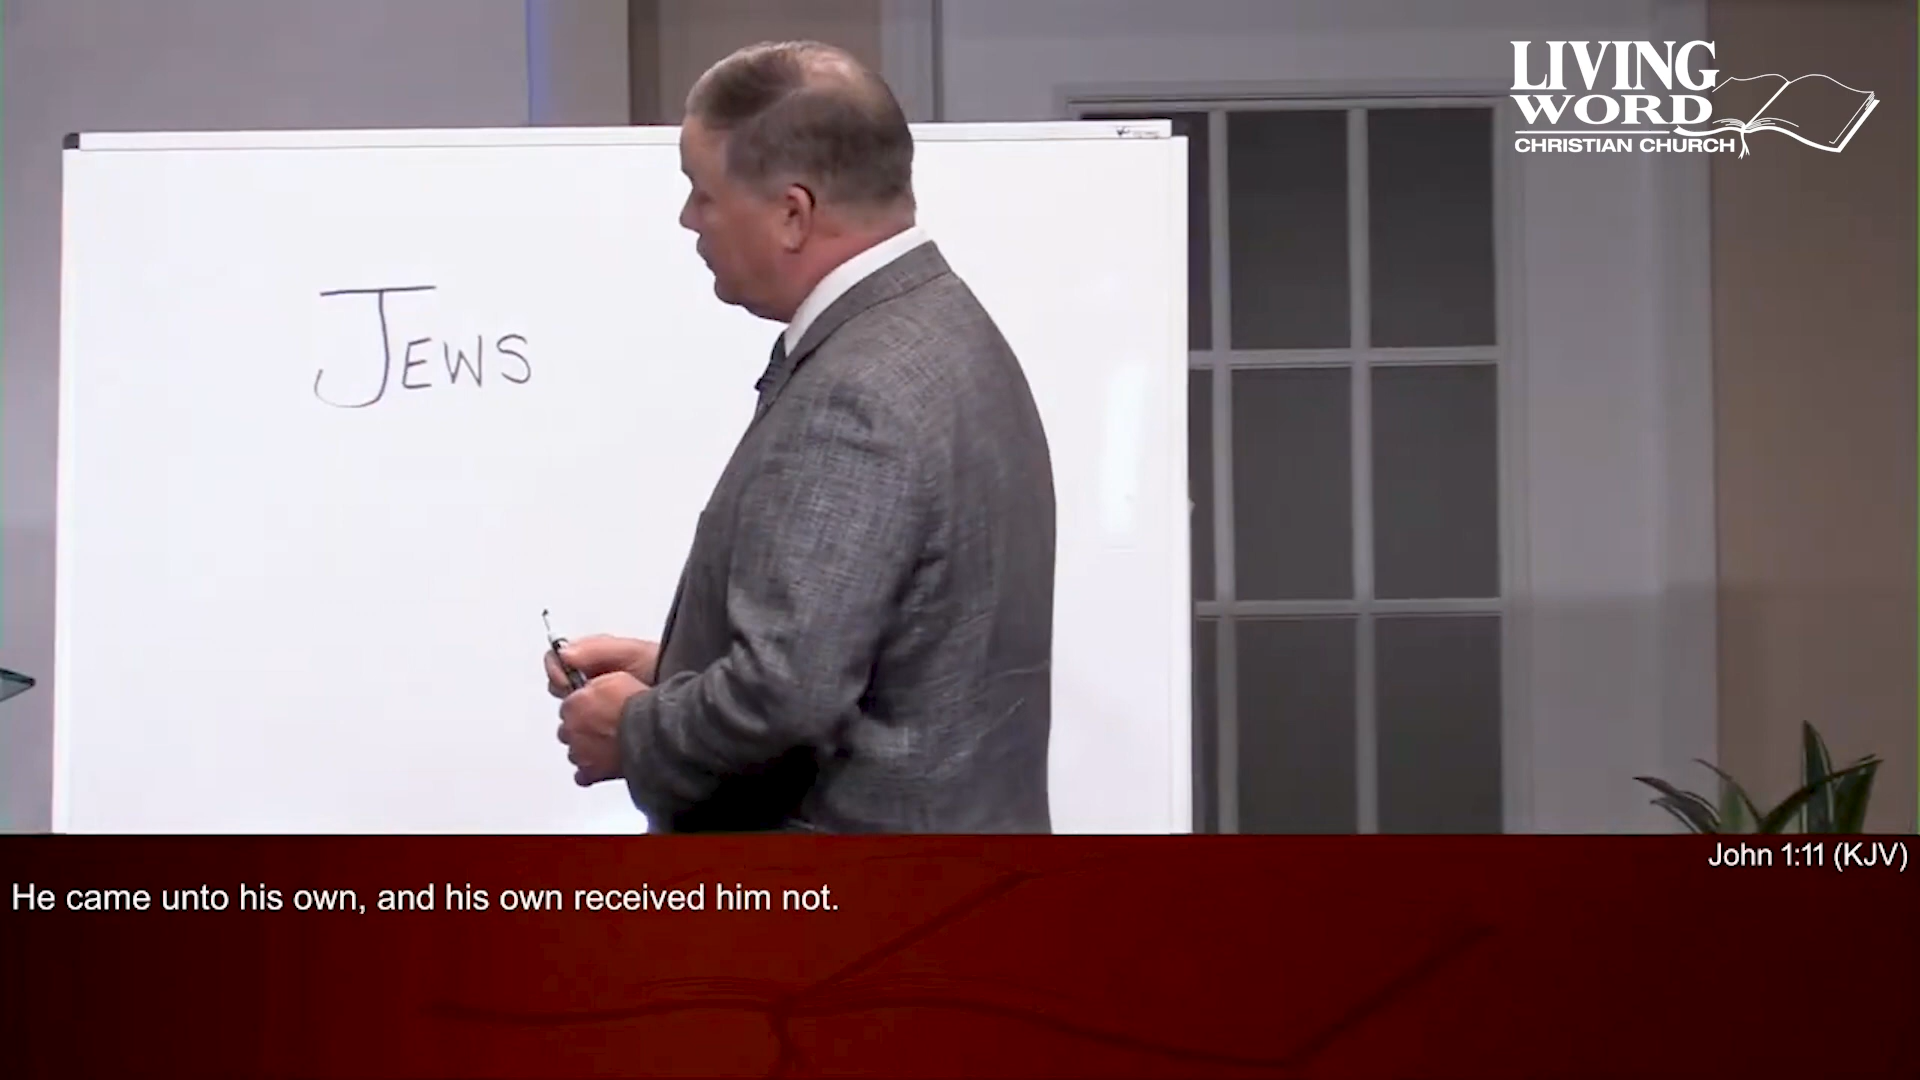 LIVING
WORD
CHRISTIAN CHURCH
JEWS
John 1:11 (KJV)
He came unto his own, and his own received him not.